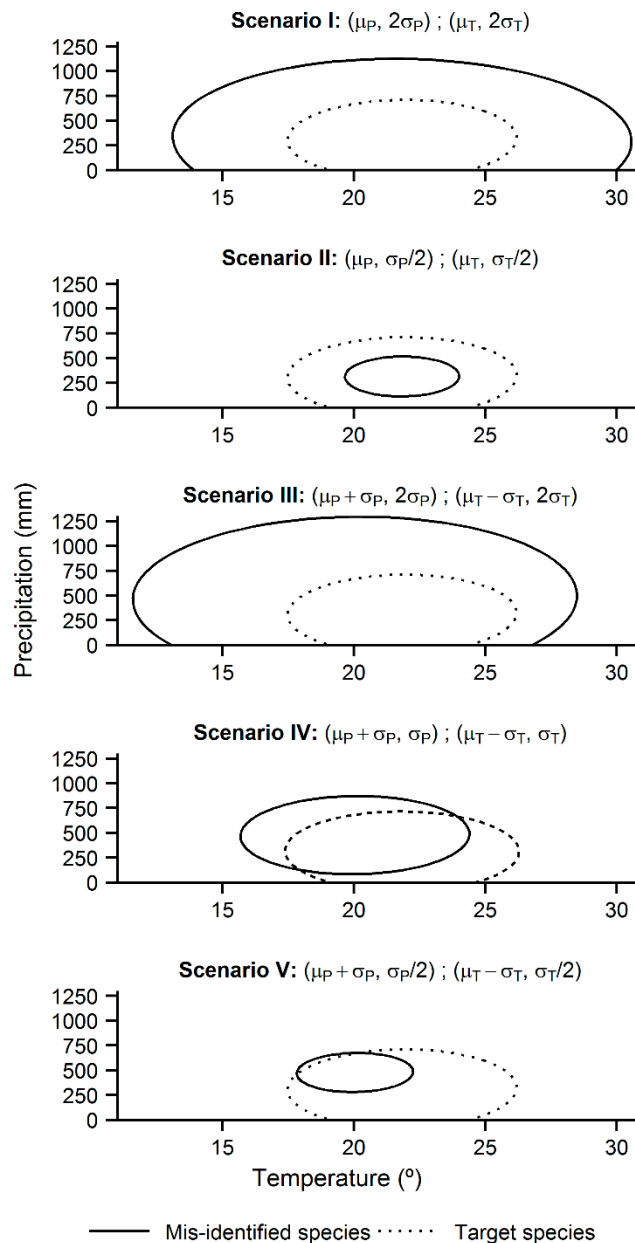 Scenario I: (μP, 2σP) ; (μT, 2σT)
1250
1000
750
500
250
0
15 20 25 30
Scenario II: (μP, σP/2) ; (μT, σT/2)
1250
1000
750
500
250
0
15 20 25 30
Scenario III: (μP + σP, 2σP) ; (μT − σT, 2σT)
1250
1000
750
500
250
0
15 20 25 30
Precipitation (mm)
Scenario IV: (μP + σP, σP) ; (μT − σT, σT)
1250
1000
750
500
250
0
15 20 25 30
Scenario V: (μP + σP, σP/2) ; (μT − σT, σT/2)
1250
1000
750
500
250
0
15 20 25 30
Temperature (º)
Mis-identified species Target species